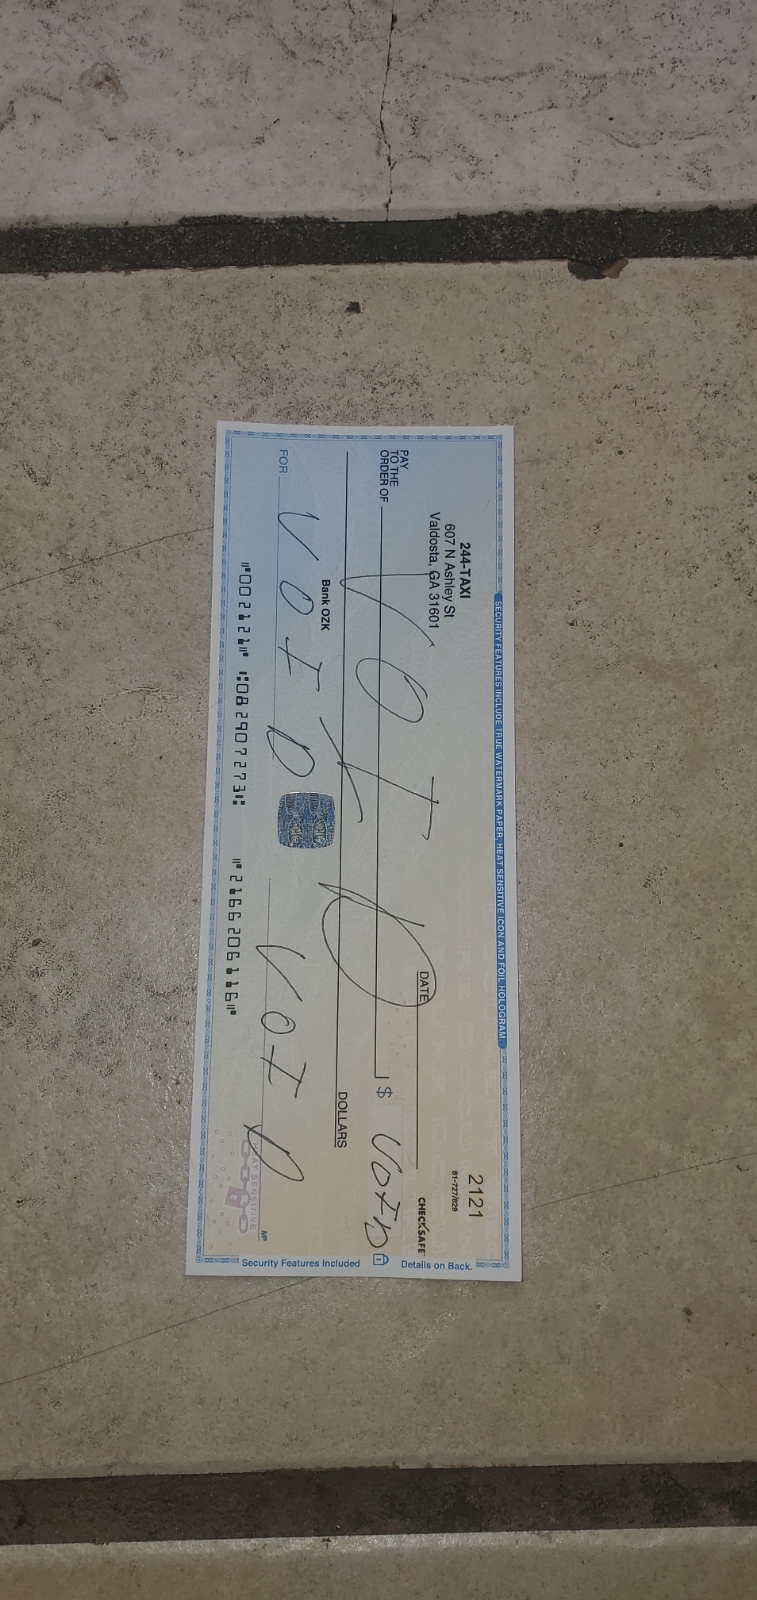 SECURITY FEATURES INCLUDE TRUE WATERMARK PAPER, HEAT SENSITIVE ICON AND FOIL HOLOGRAM.
244-TAXI
607 N Ashley St
Valdosta, GA 31601
2121
81-727/829
CHECKSAFE
DATE
PAY
TO THE
ORDER OF
VOID
$ VOID
DOLLARS
Security Features Included
Details on Back.
Bank OZK
FOR
VOID
VOID
HEAT SENSITIVE
MP
⑈002121⑈ ⑆082907273⑆ ⑈2166206116⑈